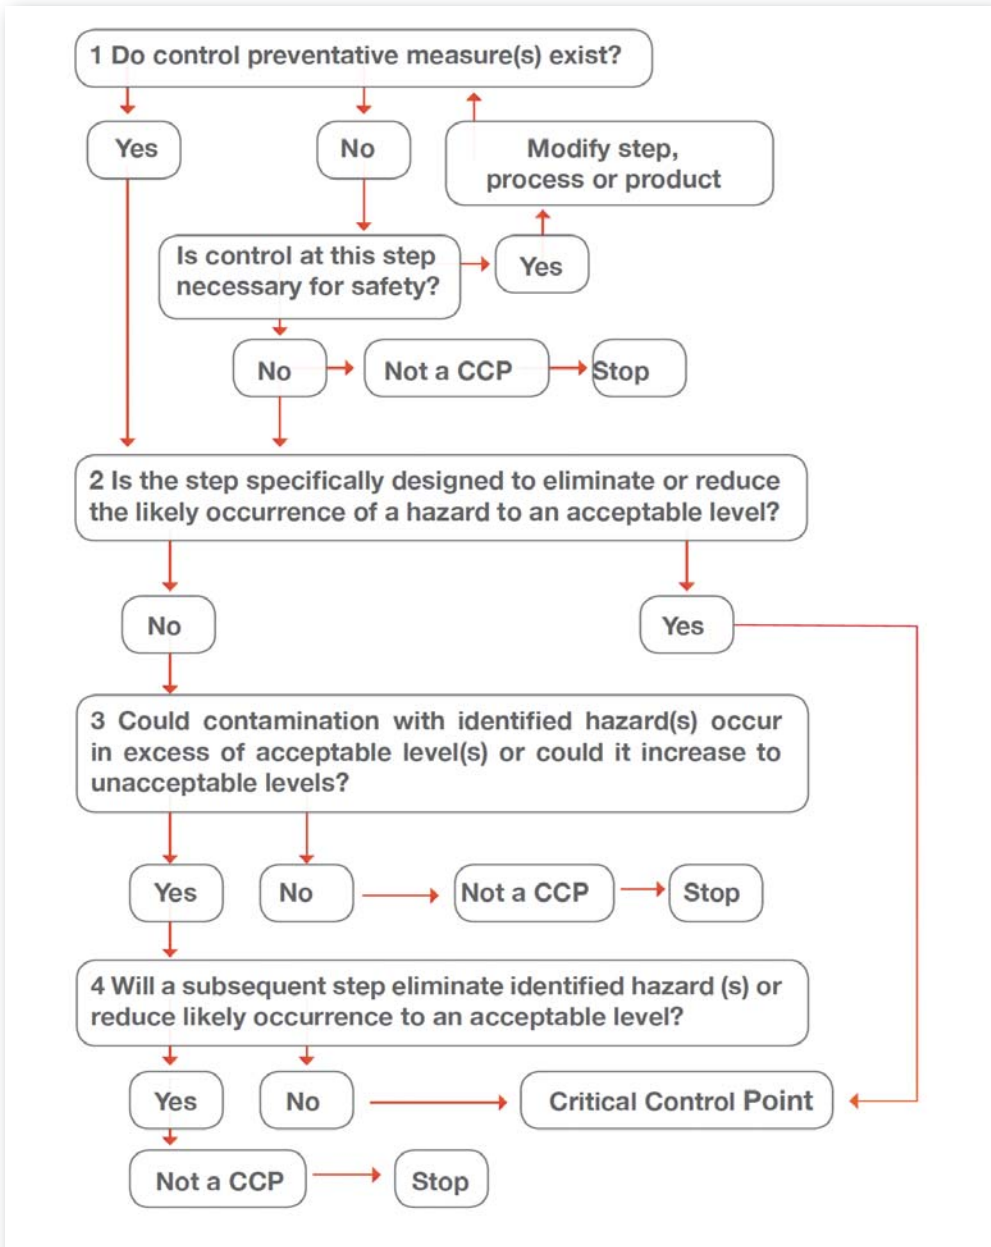 1 Do control preventative measure(s) exist?
Yes
No
Modify step,
process or product
Is control at this step
necessary for safety?
Yes
No
Not a CCP
Stop
2 Is the step specifically designed to eliminate or reduce
the likely occurrence of a hazard to an acceptable level?
No
Yes
3 Could contamination with identified hazard(s) occur
in excess of acceptable level(s) or could it increase to
unacceptable levels?
Yes
No
Not a CCP
Stop
4 Will a subsequent step eliminate identified hazard (s) or
reduce likely occurrence to an acceptable level?
Yes
No
Critical Control Point
Not a CCP
Stop